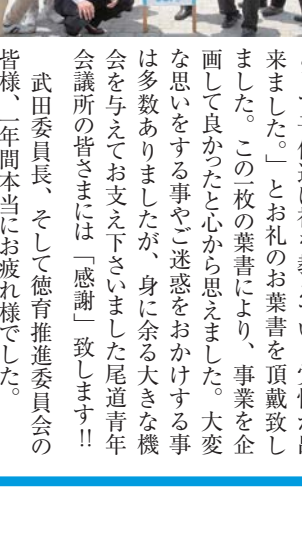 来ました。」とお礼のお葉書を頂戴致し
ました。この一枚の葉書により、事業を企
画して良かったと心から思えました。大変
な思いをする事やご迷惑をおかけする事
は多数ありましたが、身に余る大きな機
会を与えてお支え下さいました尾道青年
会議所の皆さまには「感謝」致します!!
武田委員長、そして徳育推進委員会の
皆様、一年間本当にお疲れ様でした。